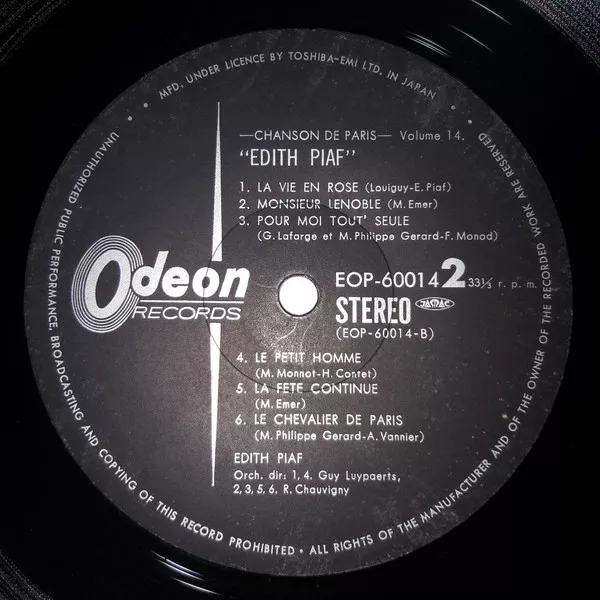 • MFD. UNDER LICENCE BY TOSHIBA-EMI LTD. IN JAPAN •
—CHANSON DE PARIS— Volume 14.
"EDITH PIAF"
1. LA VIE EN ROSE (Louiguy-E. Piaf)
2. MONSIEUR LENOBLE (M. Emer)
3. POUR MOI TOUT' SEULE
(G. Lafarge et M. Philippe Gerard-F. Monod)
Odeon
RECORDS
EOP-60014 2 33⅓ r. p. m.
STEREO JASRAC
(EOP-60014-B)
4. LE PETIT HOMME
(M. Monnot-H. Contet)
5. LA FETE CONTINUE
(M. Emer)
6. LE CHEVALIER DE PARIS
(M. Philippe Gerard-A. Vannier)
EDITH PIAF
Orch. dir: 1, 4. Guy Luypaerts,
2, 3, 5, 6. R. Chauvigny
UNAUTHORIZED PUBLIC PERFORMANCE, BROADCASTING AND COPYING OF THIS RECORD PROHIBITED • ALL RIGHTS OF THE MANUFACTURER AND OF THE OWNER OF THE RECORDED WORK ARE RESERVED